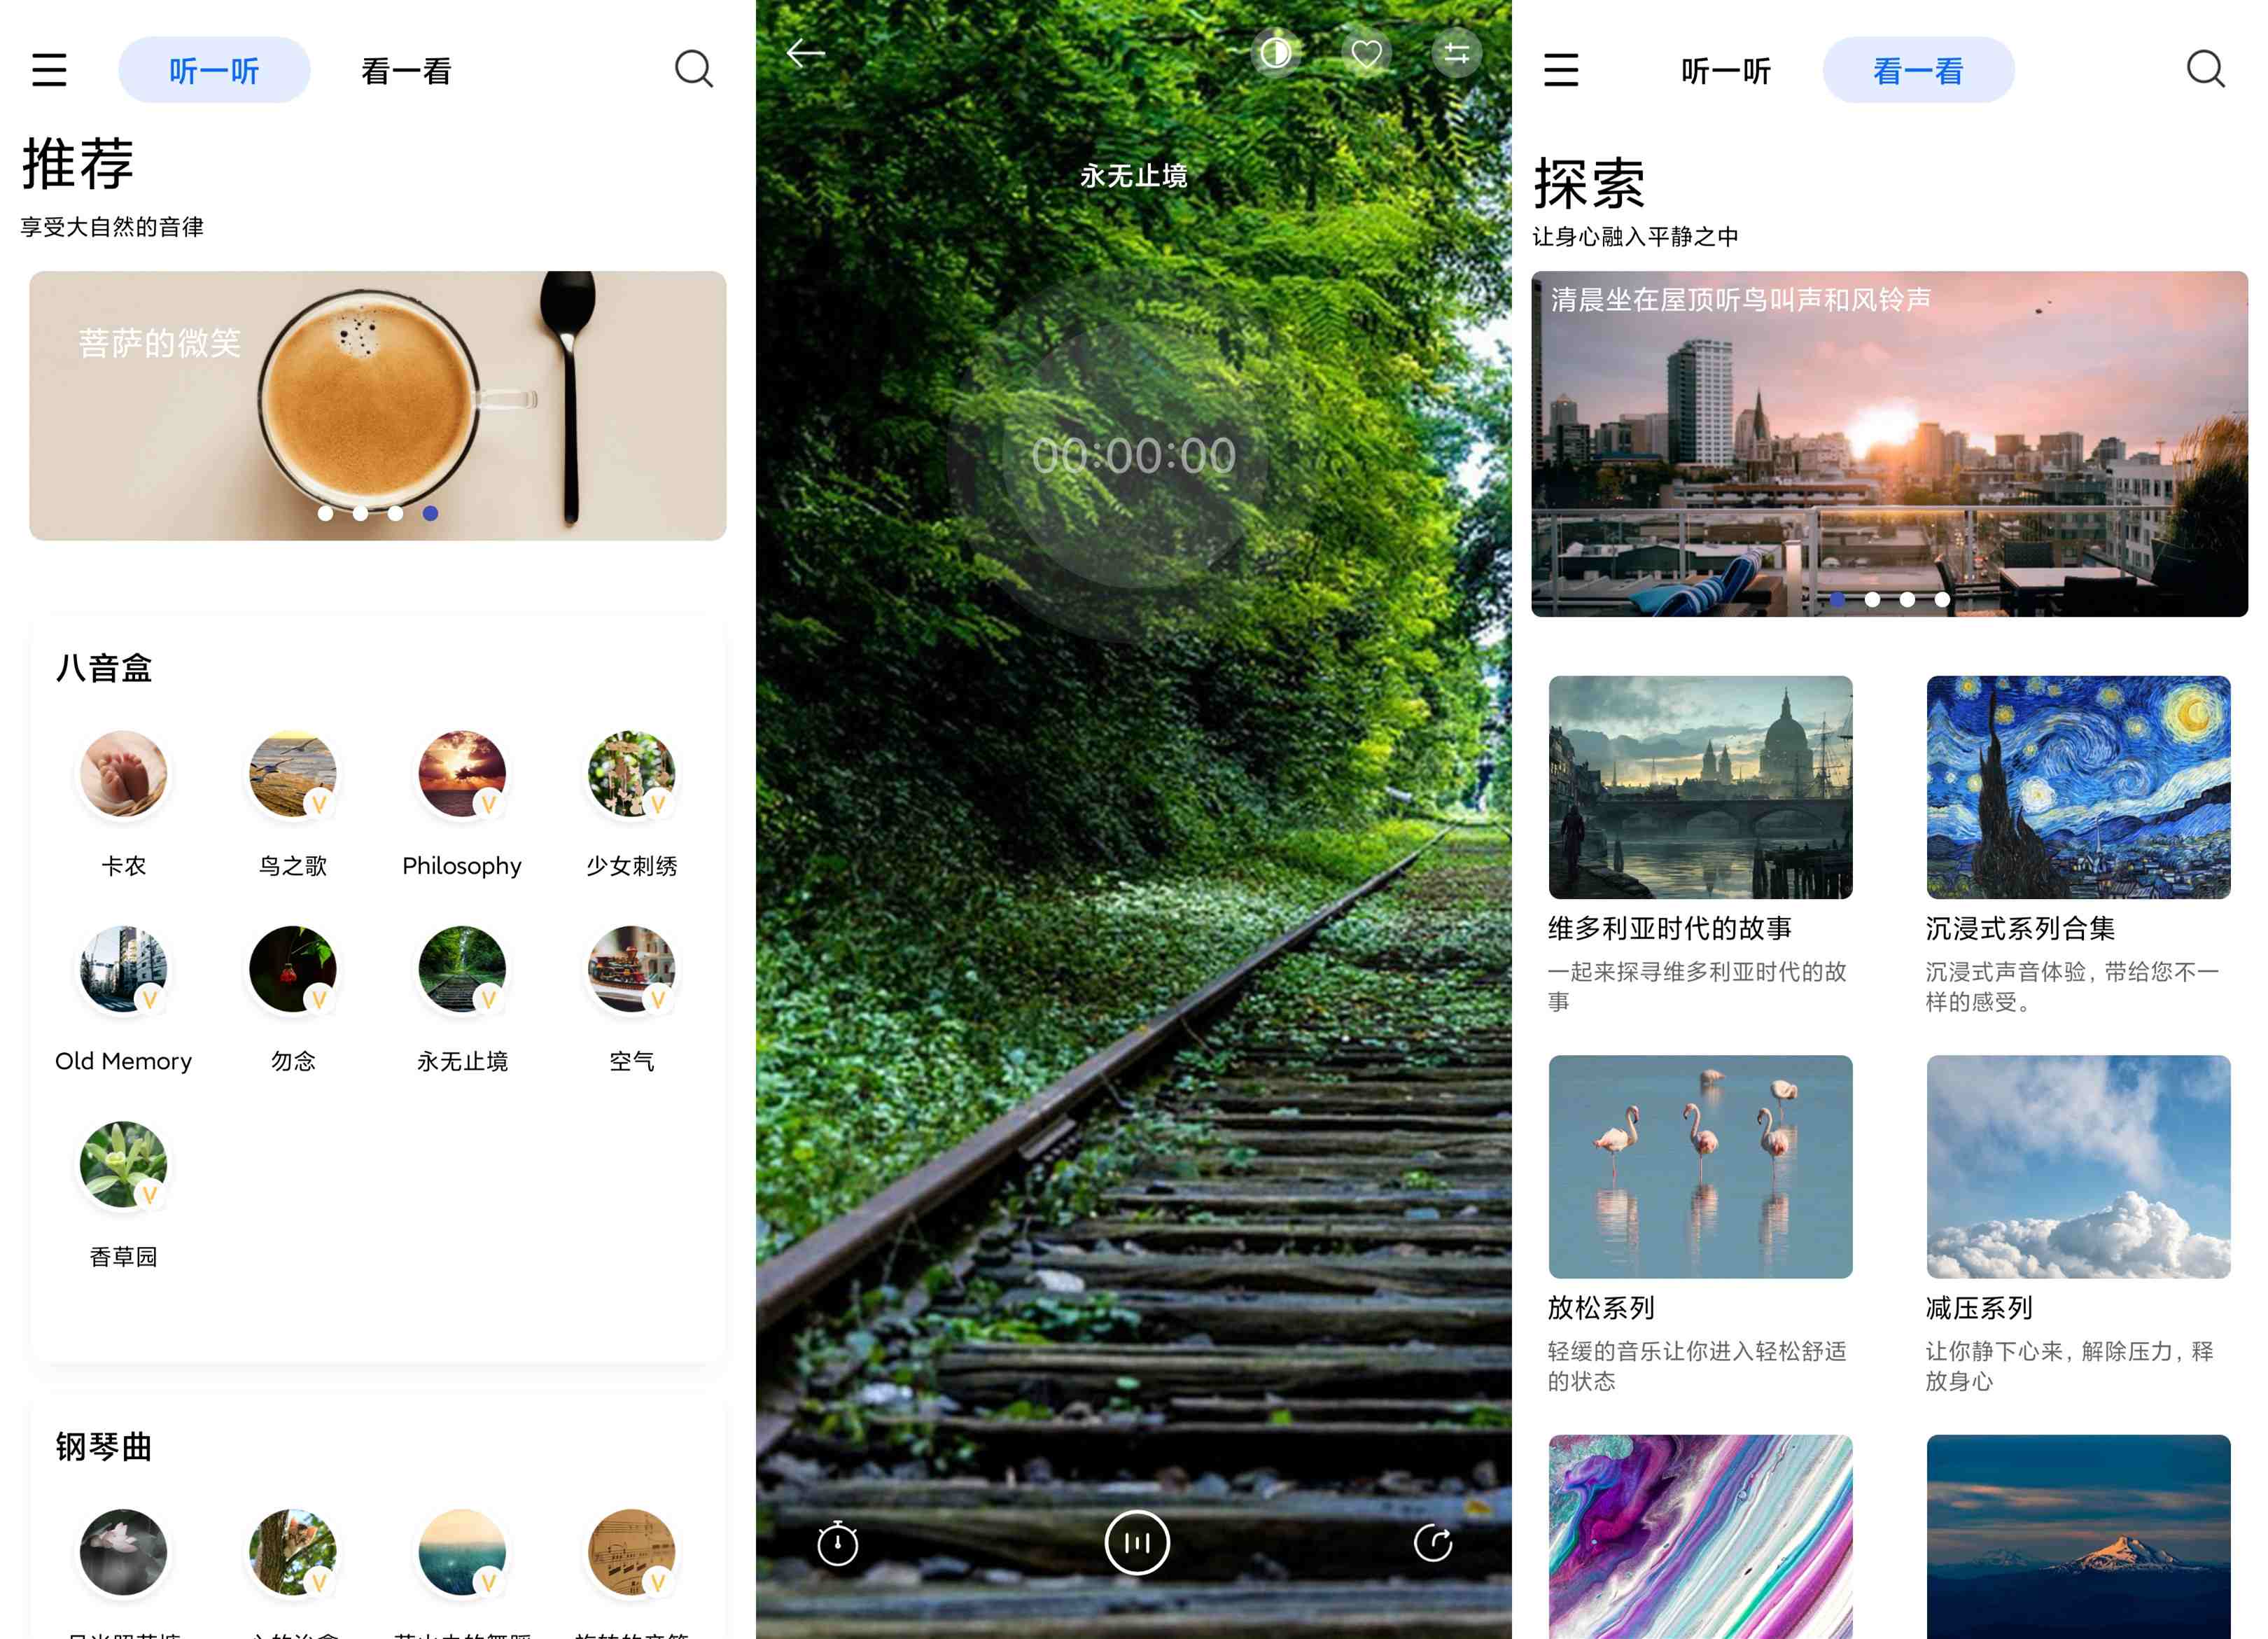 听一听
看一看
推荐
享受大自然的音律
菩萨的微笑
八音盒
卡农
鸟之歌
Philosophy
少女刺绣
Old Memory
勿念
永无止境
空气
香草园
钢琴曲
永无止境
00:00:00
听一听
看一看
探索
让身心融入平静之中
清晨坐在屋顶听鸟叫声和风铃声
维多利亚时代的故事
一起来探寻维多利亚时代的故
事
沉浸式系列合集
沉浸式声音体验,带给您不一
样的感受。
放松系列
轻缓的音乐让你进入轻松舒适
的状态
减压系列
让你静下心来,解除压力,释
放身心